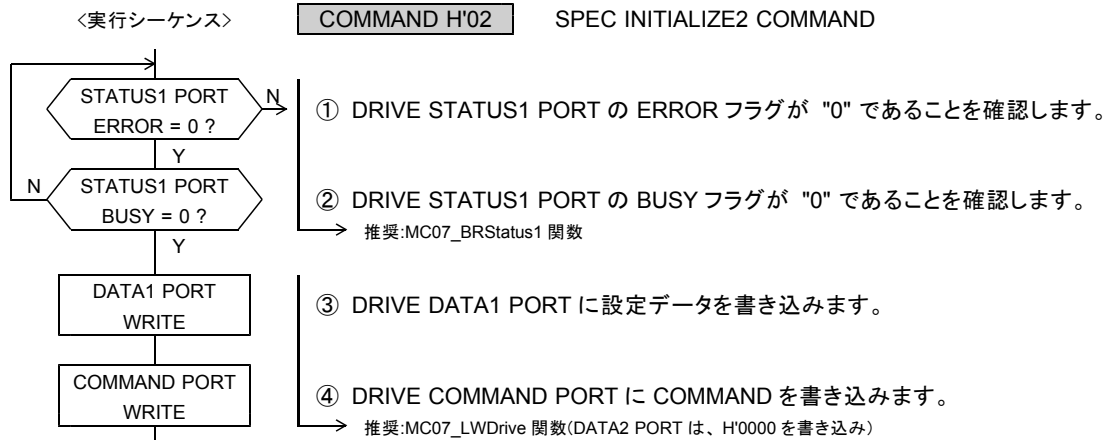 〈実行シーケンス〉 COMMAND H'02 SPEC INITIALIZE2 COMMAND
STATUS1 PORT
ERROR = 0 ?
N
Y
① DRIVE STATUS1 PORT の ERROR フラグが "0" であることを確認します。
N
STATUS1 PORT
BUSY = 0 ?
Y
② DRIVE STATUS1 PORT の BUSY フラグが "0" であることを確認します。
推奨:MC07_BRStatus1 関数
DATA1 PORT
WRITE
③ DRIVE DATA1 PORT に設定データを書き込みます。
COMMAND PORT
WRITE
④ DRIVE COMMAND PORT に COMMAND を書き込みます。
推奨:MC07_LWDrive 関数(DATA2 PORT は、H'0000 を書き込み)